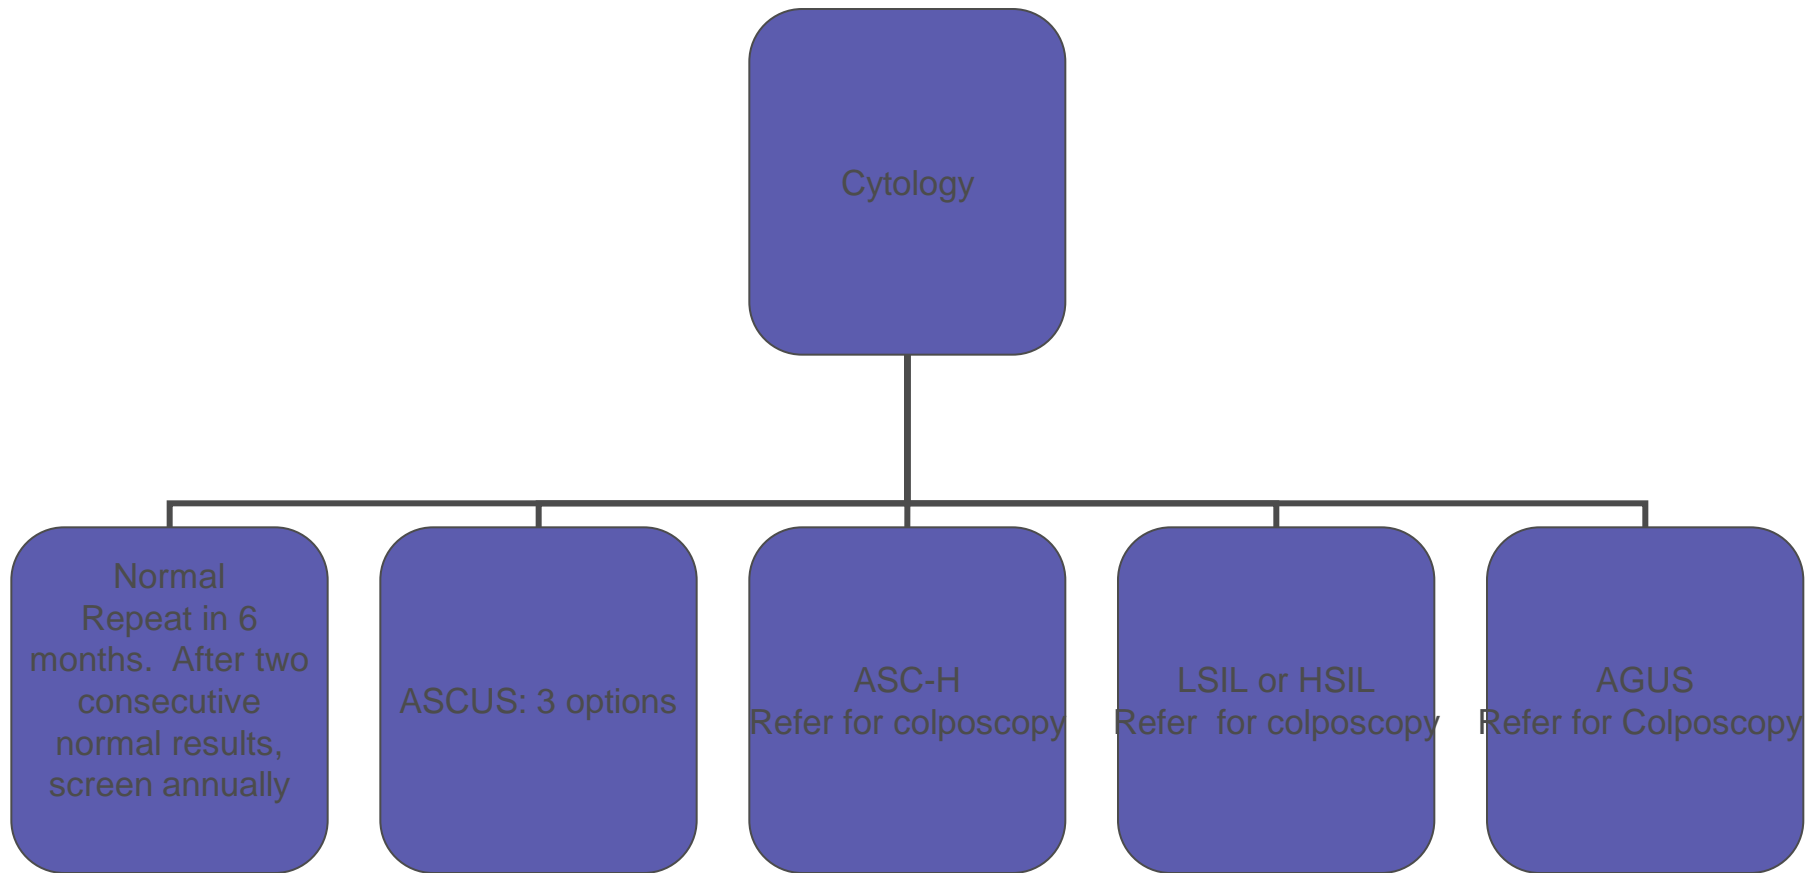 Cytology
Normal
Repeat in 6
months.  After two
consecutive
normal results,
screen annually
ASCUS: 3 options
ASC-H
Refer for colposcopy
LSIL or HSIL
Refer  for colposcopy
AGUS
Refer for Colposcopy